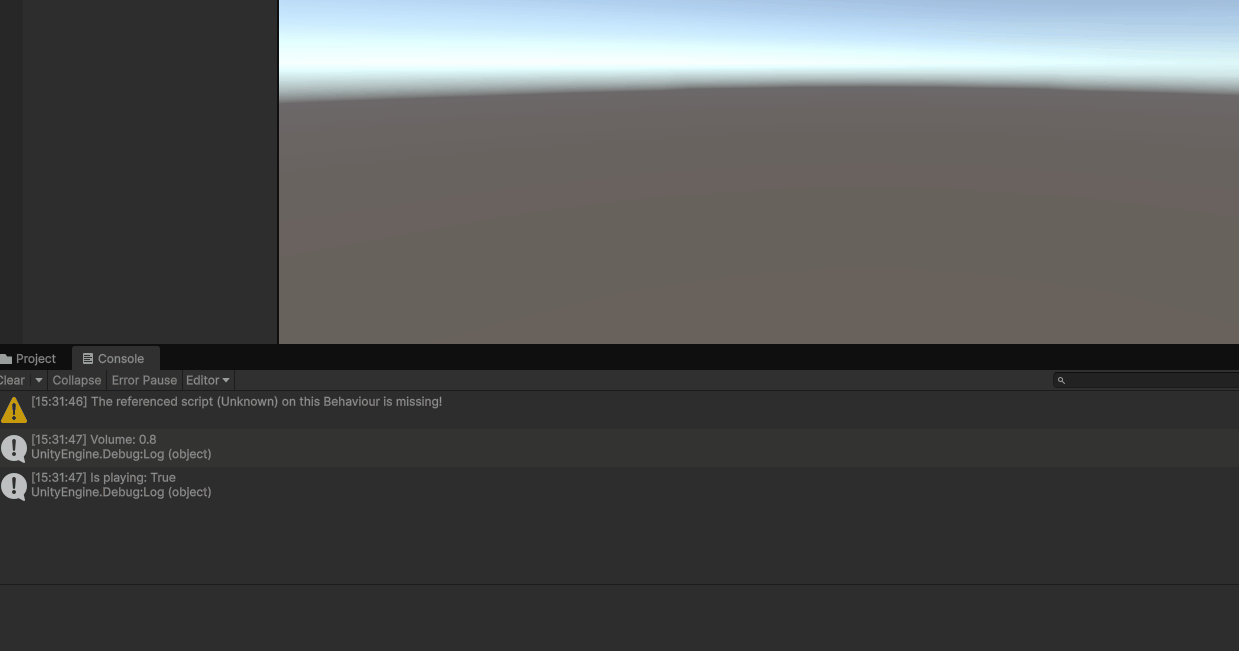 Project
Console
Clear
Collapse
Error Pause
Editor
[15:31:46] The referenced script (Unknown) on this Behaviour is missing!
[15:31:47] Volume: 0.8
UnityEngine.Debug:Log (object)
[15:31:47] Is playing: True
UnityEngine.Debug:Log (object)